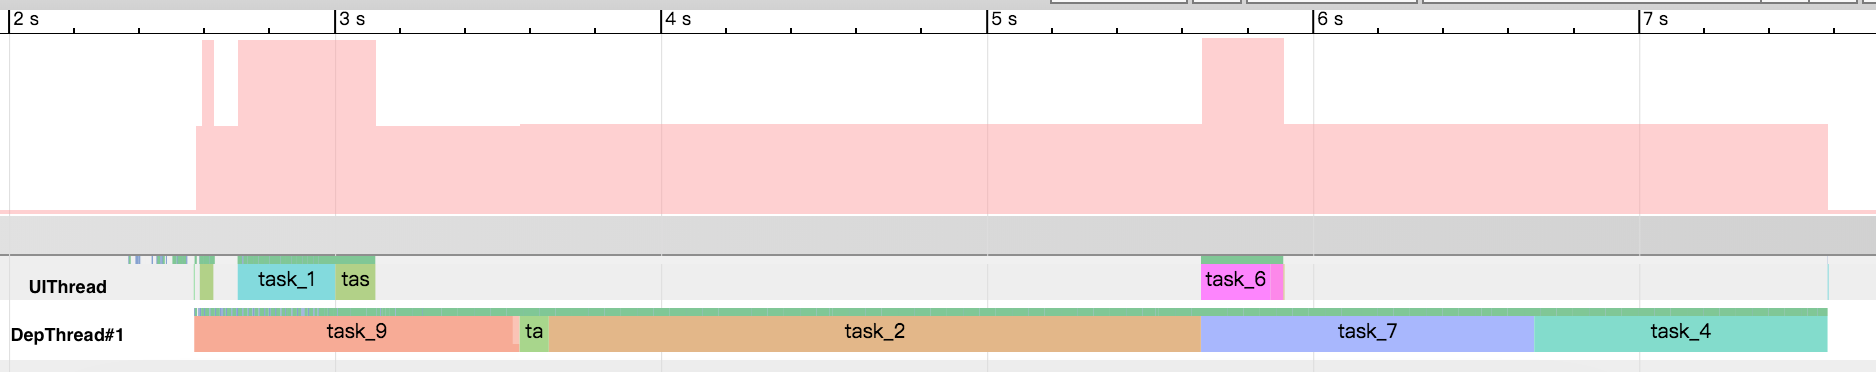 2 s 3 s 4 s 5 s 6 s 7 s
UIThread task_1 tas task_6
DepThread#1 task_9 ta task_2 task_7 task_4